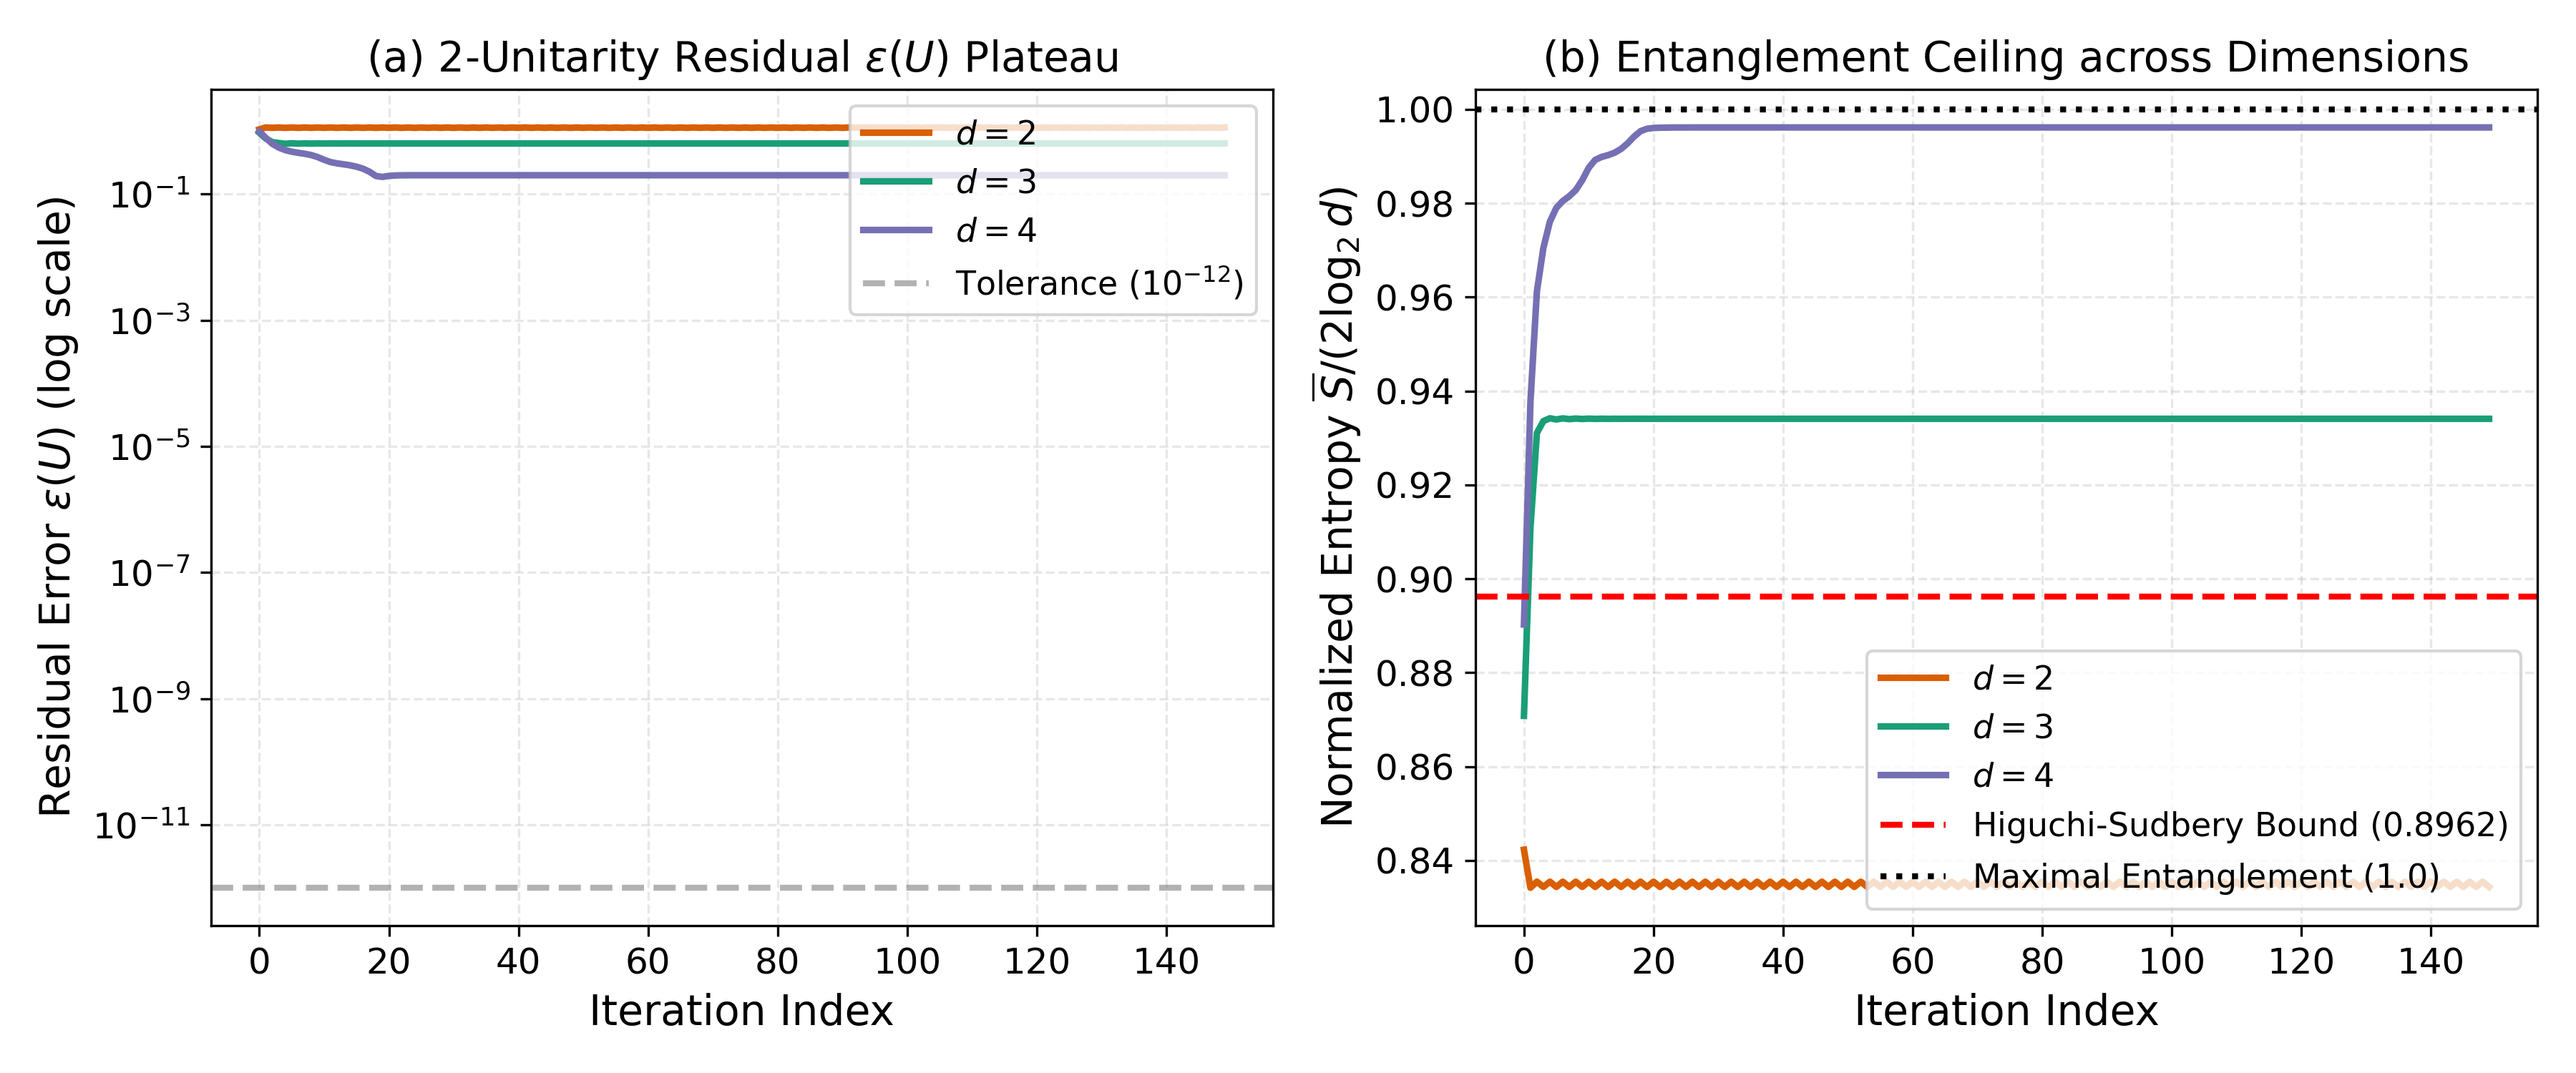 (a) 2-Unitarity Residual ε(U) Plateau
Residual Error ε(U) (log scale)
10⁻¹
10⁻³
10⁻⁵
10⁻⁷
10⁻⁹
10⁻¹¹
d = 2
d = 3
d = 4
Tolerance (10⁻¹²)
0 20 40 60 80 100 120 140
Iteration Index
(b) Entanglement Ceiling across Dimensions
Normalized Entropy S̅/(2log₂ d)
1.00
0.98
0.96
0.94
0.92
0.90
0.88
0.86
0.84
d = 2
d = 3
d = 4
Higuchi-Sudbery Bound (0.8962)
Maximal Entanglement (1.0)
0 20 40 60 80 100 120 140
Iteration Index